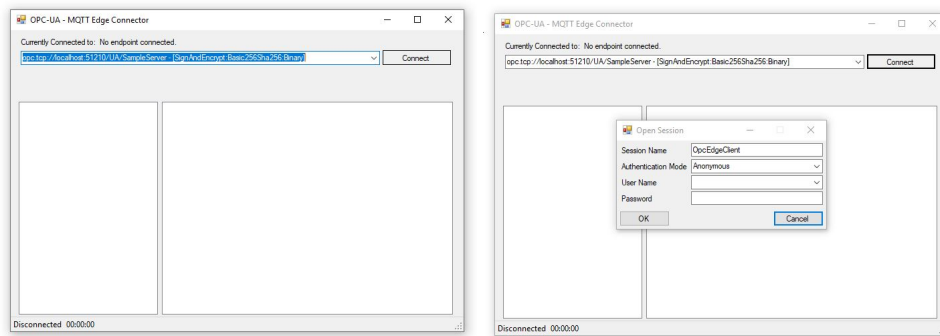 OPC-UA - MQTT Edge Connector
Currently Connected to: No endpoint connected.
opc.tcp://localhost:51210/UA/SampleServer - [SignAndEncrypt:Basic256Sha256:Binary]
Connect
Disconnected 00:00:00
OPC-UA - MQTT Edge Connector
Currently Connected to: No endpoint connected.
opc.tcp://localhost:51210/UA/SampleServer - [SignAndEncrypt:Basic256Sha256:Binary]
Connect
Open Session
Session Name OpcEdgeClient
Authentication Mode Anonymous
User Name
Password
OK Cancel
Disconnected 00:00:00